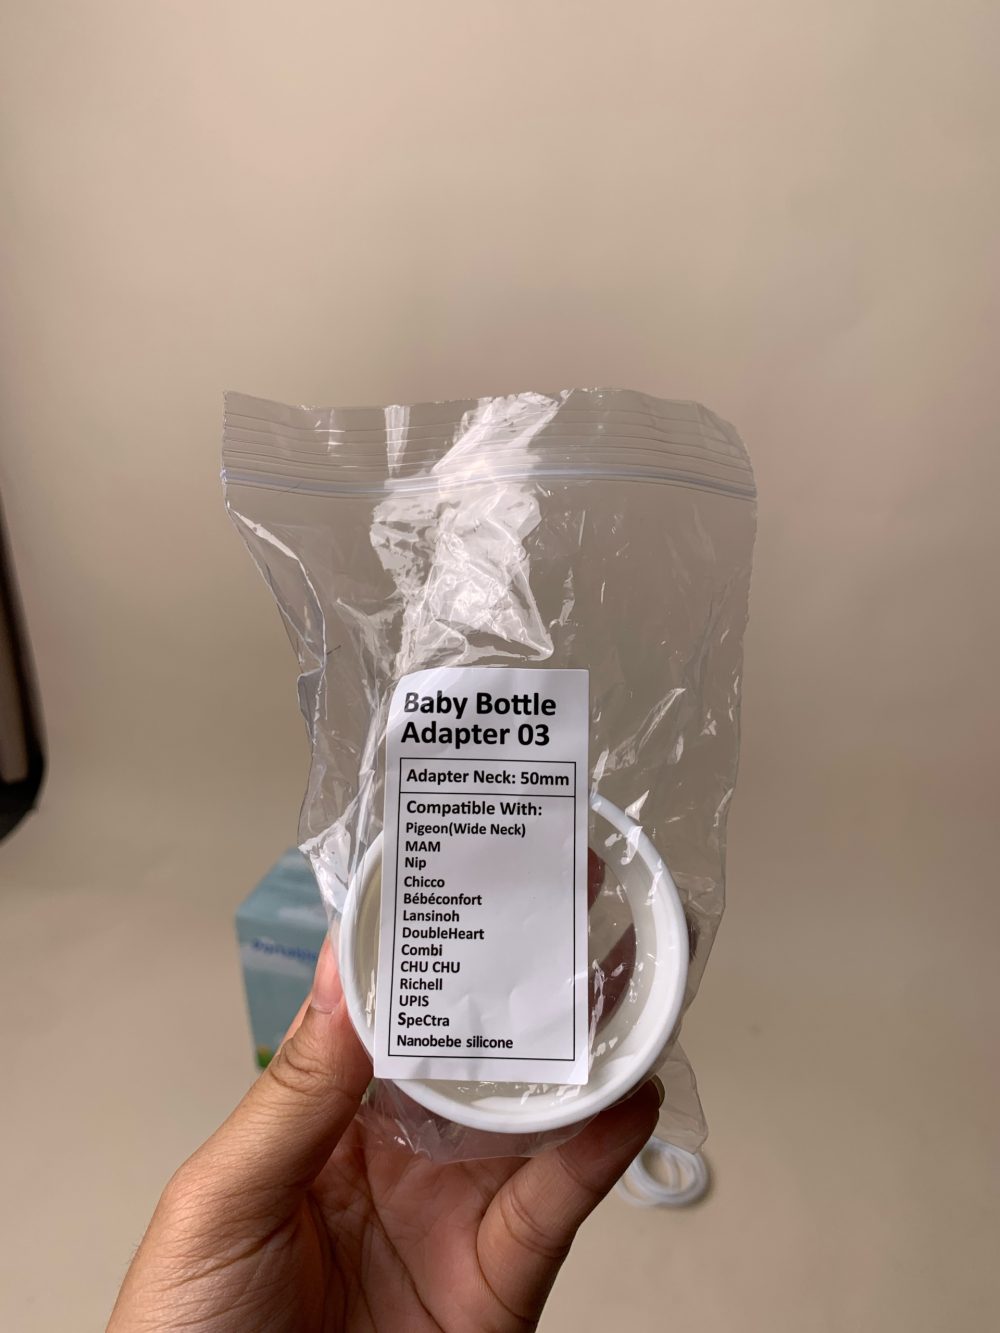 Baby Bottle
Adapter 03
Adapter Neck: 50mm
Compatible With:
Pigeon(Wide Neck)
MAM
Nip
Chicco
Bébéconfort
Lansinoh
DoubleHeart
Combi
CHU CHU
Richell
UPIS
SpeCtra
Nanobebe silicone